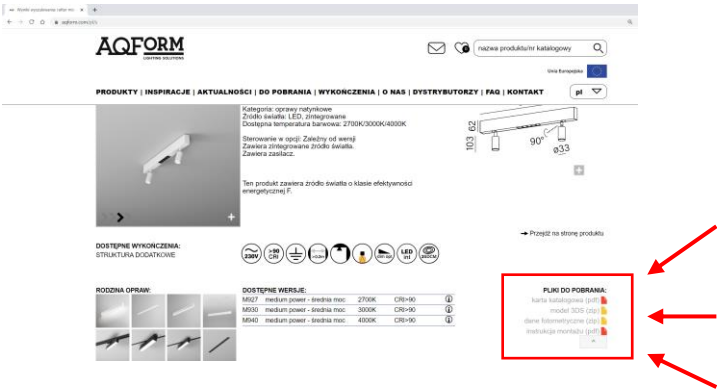 AQFORM
LIGHTING SOLUTIONS
nazwa produktu/nr katalogowy
Unia Europejska
PRODUKTY | INSPIRACJE | AKTUALNOŚCI | DO POBRANIA | WYKOŃCZENIA | O NAS | DYSTRYBUTORZY | FAQ | KONTAKT
pl
Kategoria: oprawy natynkowe
Źródło światła: LED, zintegrowane
Dostępna temperatura barwowa: 2700K/3000K/4000K
Sterowanie w opcji: Zależny od wersji
Zawiera zintegrowane źródło światła.
Zawiera zasilacz.
Ten produkt zawiera źródło światła o klasie efektywności
energetycznej F.
103
62
90°
ø33
Przejdź na stronę produktu
DOSTĘPNE WYKOŃCZENIA:
STRUKTURA DODATKOWE
230V
>90
CRI
LED
int
RODZINA OPRAW:
DOSTĘPNE WERSJE:
M927 medium power - średnia moc 2700K CRI>90
M930 medium power - średnia moc 3000K CRI>90
M940 medium power - średnia moc 4000K CRI>90
PLIKI DO POBRANIA:
karta katalogowa (pdf)
model 3DS (zip)
dane fotometryczne (zip)
instrukcja montażu (pdf)